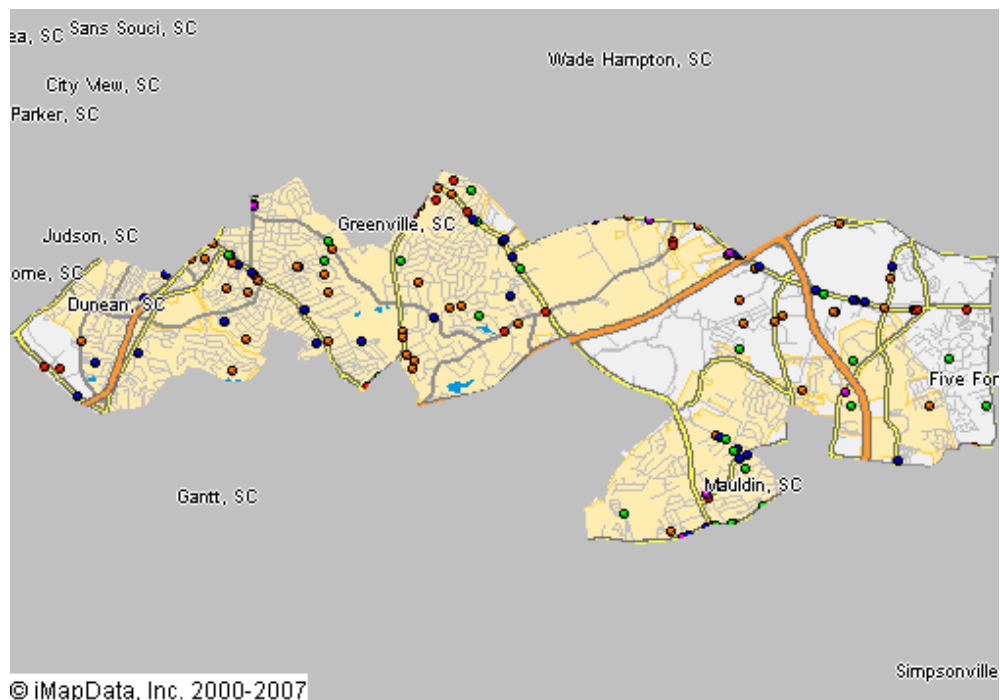 ea, SC
Sans Souci, SC
Wade Hampton, SC
City View, SC
Parker, SC
Greenville, SC
Judson, SC
orne, SC
Dunean, SC
Five For
Mauldin, SC
Gantt, SC
Simpsonville
© iMapData, Inc. 2000-2007